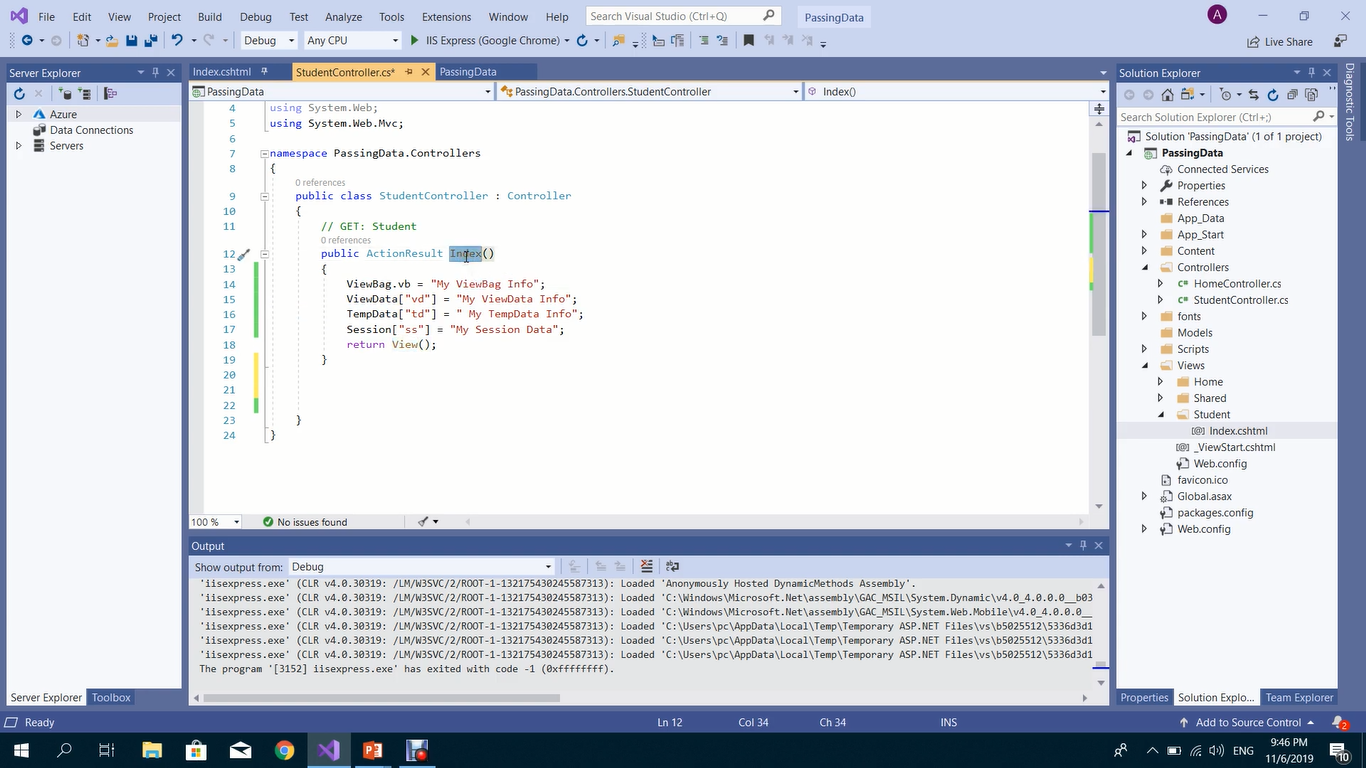 File Edit View Project Build Debug Test Analyze Tools Extensions Window Help Search Visual Studio (Ctrl+Q) PassingData A
Debug Any CPU IIS Express (Google Chrome) Live Share
Server Explorer
Azure
Data Connections
Servers
Server Explorer Toolbox
Index.cshtml StudentController.cs* PassingData
PassingData PassingData.Controllers.StudentController Index()
4 using System.Web;
5 using System.Web.Mvc;
6
7 namespace PassingData.Controllers
8 {
0 references
9 public class StudentController : Controller
10 {
11 // GET: Student
0 references
12 public ActionResult Index()
13 {
14 ViewBag.vb = "My ViewBag Info";
15 ViewData["vd"] = "My ViewData Info";
16 TempData["td"] = " My TempData Info";
17 Session["ss"] = "My Session Data";
18 return View();
19 }
20
21
22
23 }
24 }
100 % No issues found
Output
Show output from: Debug
'iisexpress.exe' (CLR v4.0.30319: /LM/W3SVC/2/ROOT-1-132175430245587313): Loaded 'Anonymously Hosted DynamicMethods Assembly'.
'iisexpress.exe' (CLR v4.0.30319: /LM/W3SVC/2/ROOT-1-132175430245587313): Loaded 'C:\Windows\Microsoft.Net\assembly\GAC_MSIL\System.Dynamic\v4.0_4.0.0.0__b03
'iisexpress.exe' (CLR v4.0.30319: /LM/W3SVC/2/ROOT-1-132175430245587313): Loaded 'C:\Windows\Microsoft.Net\assembly\GAC_MSIL\System.Web.Mobile\v4.0_4.0.0.0__
'iisexpress.exe' (CLR v4.0.30319: /LM/W3SVC/2/ROOT-1-132175430245587313): Loaded 'C:\Users\pc\AppData\Local\Temp\Temporary ASP.NET Files\vs\b5025512\5336d3d1
'iisexpress.exe' (CLR v4.0.30319: /LM/W3SVC/2/ROOT-1-132175430245587313): Loaded 'C:\Users\pc\AppData\Local\Temp\Temporary ASP.NET Files\vs\b5025512\5336d3d1
'iisexpress.exe' (CLR v4.0.30319: /LM/W3SVC/2/ROOT-1-132175430245587313): Loaded 'C:\Users\pc\AppData\Local\Temp\Temporary ASP.NET Files\vs\b5025512\5336d3d1
The program '[3152] iisexpress.exe' has exited with code -1 (0xffffffff).
Solution Explorer
Search Solution Explorer (Ctrl+;)
Solution 'PassingData' (1 of 1 project)
PassingData
Connected Services
Properties
References
App_Data
App_Start
Content
Controllers
HomeController.cs
StudentController.cs
fonts
Models
Scripts
Views
Home
Shared
Student
Index.cshtml
_ViewStart.cshtml
Web.config
favicon.ico
Global.asax
packages.config
Web.config
Properties Solution Explo... Team Explorer
Diagnostic Tools
Ready Ln 12 Col 34 Ch 34 INS Add to Source Control 2
ENG 9:46 PM
11/6/2019 10